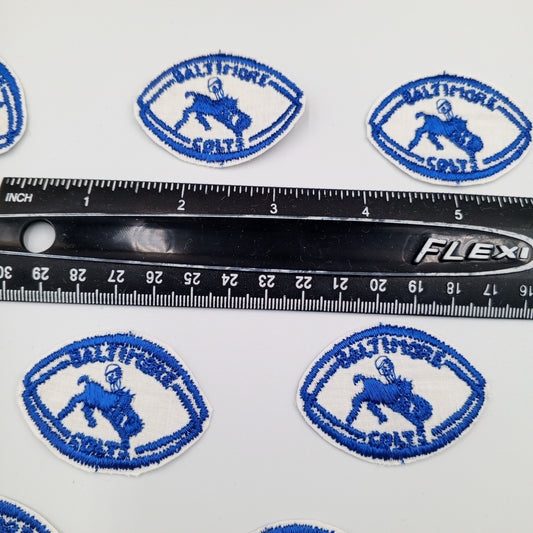 BALTIMORE
COLTS
BALTIMORE
COLTS
INCH 1 2 3 4 5
FLEXI
30 29 28 27 26 25 24 23 22 21 20 19 18 17 16
BALTIMORE
COLTS
BALTIMORE
COLTS